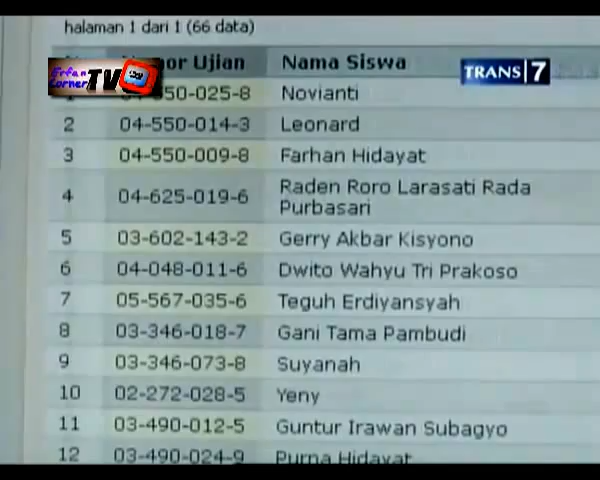 halaman 1 dari 1 (66 data)
Nomor Ujian Nama Siswa
Erfan Corner TV
TRANS|7
1 04-550-025-8 Novianti
2 04-550-014-3 Leonard
3 04-550-009-8 Farhan Hidayat
4 04-625-019-6 Raden Roro Larasati Rada
Purbasari
5 03-602-143-2 Gerry Akbar Kisyono
6 04-048-011-6 Dwito Wahyu Tri Prakoso
7 05-567-035-6 Teguh Erdiyansyah
8 03-346-018-7 Gani Tama Pambudi
9 03-346-073-8 Suyanah
10 02-272-028-5 Yeny
11 03-490-012-5 Guntur Irawan Subagyo
12 03-490-024-9 Purna Hidayat